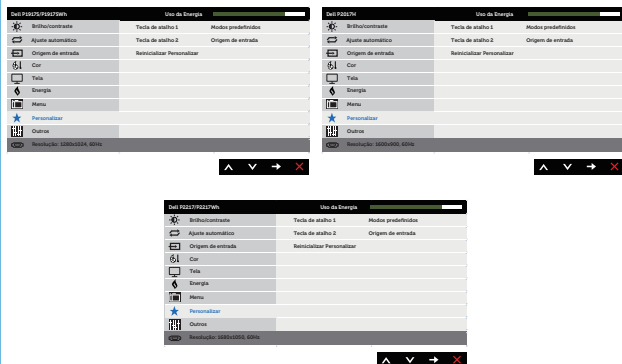 Dell P1917S/P1917SWh Uso da Energia
Brilho/contraste Tecla de atalho 1 Modos predefinidos
Ajuste automático Tecla de atalho 2 Origem de entrada
Origem de entrada Reinicializar Personalizar
Cor
Tela
Energia
Menu
Personalizar
Outros
Resolução: 1280x1024, 60Hz
Dell P2017H Uso da Energia
Brilho/contraste Tecla de atalho 1 Modos predefinidos
Ajuste automático Tecla de atalho 2 Origem de entrada
Origem de entrada Reinicializar Personalizar
Cor
Tela
Energia
Menu
Personalizar
Outros
Resolução: 1600x900, 60Hz
Dell P2217/P2217Wh Uso da Energia
Brilho/contraste Tecla de atalho 1 Modos predefinidos
Ajuste automático Tecla de atalho 2 Origem de entrada
Origem de entrada Reinicializar Personalizar
Cor
Tela
Energia
Menu
Personalizar
Outros
Resolução: 1680x1050, 60Hz